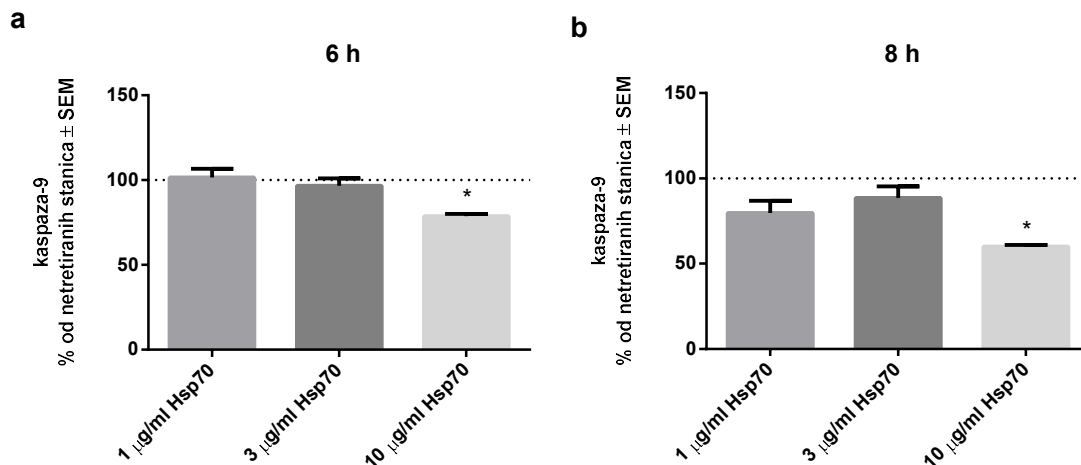 a
6 h
kaspaza-9
% od netretiranih stanica ± SEM
150
100
50
0
*
1 µg/ml Hsp70
3 µg/ml Hsp70
10 µg/ml Hsp70
b
8 h
kaspaza-9
% od netretiranih stanica ± SEM
150
100
50
0
*
1 µg/ml Hsp70
3 µg/ml Hsp70
10 µg/ml Hsp70